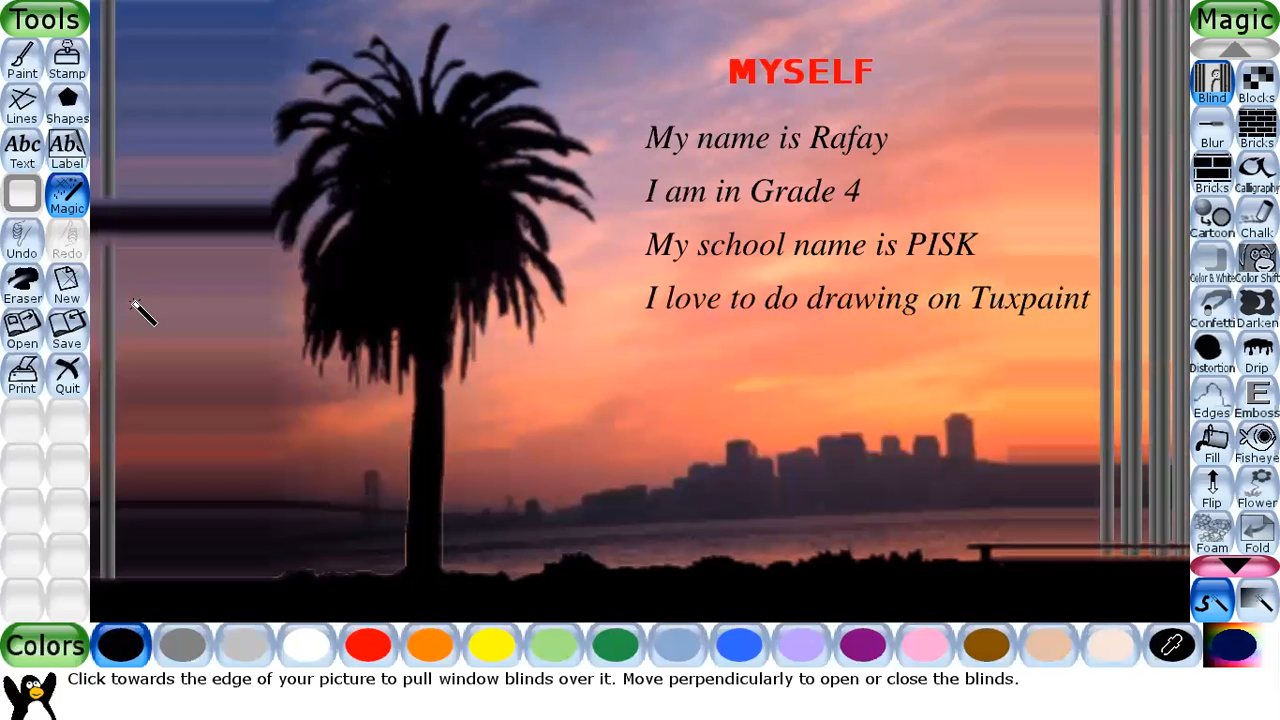 Tools
Magic
MYSELF
My name is Rafay
I am in Grade 4
My school name is PISK
I love to do drawing on Tuxpaint
Paint Stamp
Lines Shapes
Abc Abc
Text Label
Magic
Undo Redo
Eraser New
Open Save
Print Quit
Blind Blocks
Blur Bricks
Bricks Calligraphy
Cartoon Chalk
Color & White Color Shift
Confetti Darken
Distortion Drip
Edges Emboss
Fill Fisheye
Flip Flower
Foam Fold
Colors
Click towards the edge of your picture to pull window blinds over it. Move perpendicularly to open or close the blinds.